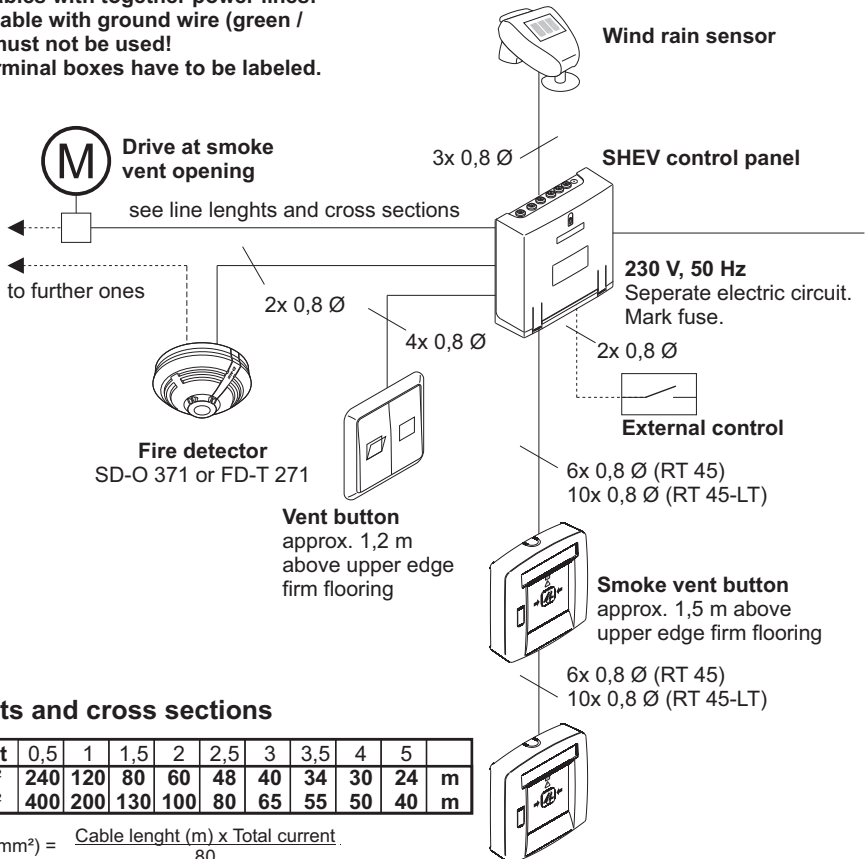 with together power lines!
able with ground wire (green /
must not be used!
boxes have to be labeled.
Wind rain sensor
M
Drive at smoke
vent opening
3x 0,8 Ø
SHEV control panel
see line lenghts and cross sections
to further ones
2x 0,8 Ø
230 V, 50 Hz
Seperate electric circuit.
Mark fuse.
4x 0,8 Ø
2x 0,8 Ø
External control
Fire detector
SD-O 371 or FD-T 271
6x 0,8 Ø (RT 45)
10x 0,8 Ø (RT 45-LT)
Vent button
approx. 1,2 m
above upper edge
firm flooring
Smoke vent button
approx. 1,5 m above
upper edge firm flooring
6x 0,8 Ø (RT 45)
10x 0,8 Ø (RT 45-LT)
ts and cross sections
t 0,5 1 1,5 2 2,5 3 3,5 4 5
² 240 120 80 60 48 40 34 30 24 m
² 400 200 130 100 80 65 55 50 40 m
mm²) = Cable lenght (m) x Total current
80